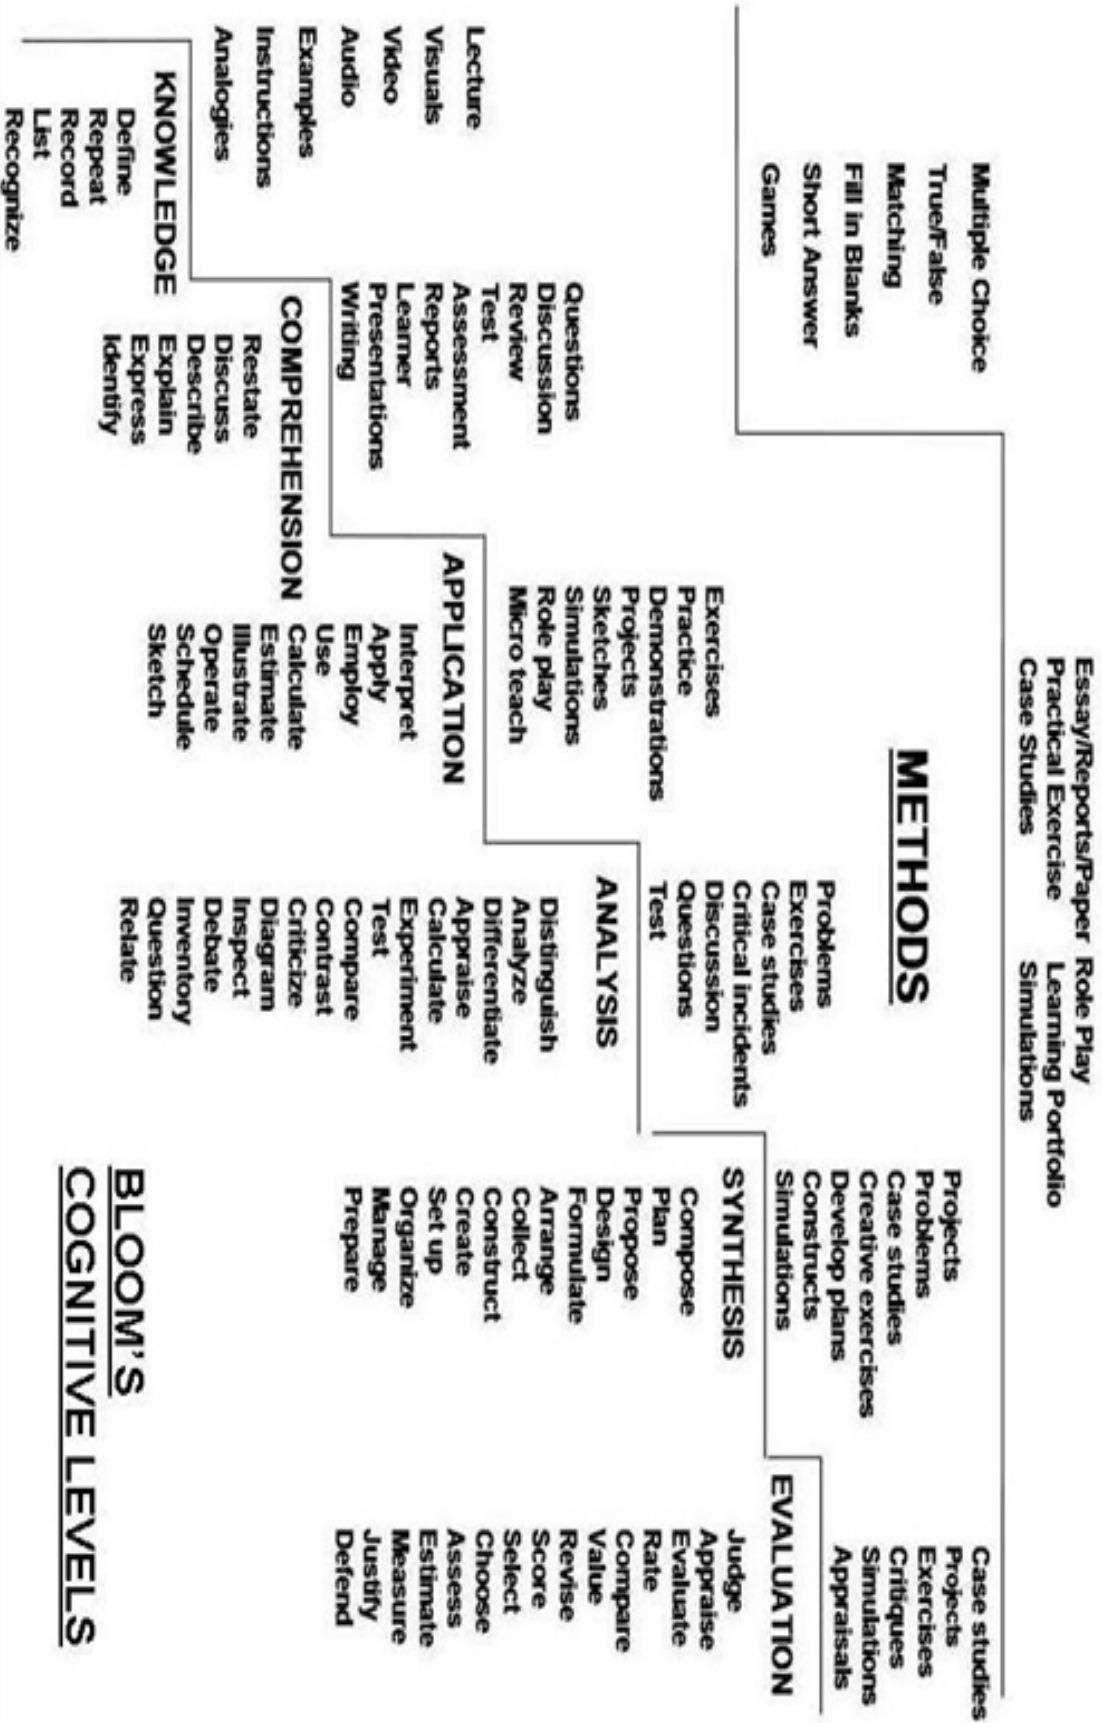 Multiple Choice
True/False
Matching
Fill in Blanks
Short Answer
Games
Essay/Reports/Paper
Practical Exercise
Case Studies
Role Play
Learning Portfolio
Simulations
METHODS
Lecture
Visuals
Video
Audio
Examples
Instructions
Analogies
KNOWLEDGE
Define
Repeat
Record
List
Recognize
Questions
Discussion
Review
Test
Assessment
Reports
Learner
Presentations
Writing
COMPREHENSION
Restate
Discuss
Describe
Explain
Express
Identify
Exercises
Practice
Demonstrations
Projects
Sketches
Simulations
Role play
Micro teach
APPLICATION
Interpret
Apply
Employ
Use
Calculate
Estimate
Illustrate
Operate
Schedule
Sketch
Problems
Exercises
Case studies
Critical incidents
Discussion
Questions
Test
ANALYSIS
Distinguish
Analyze
Differentiate
Appraise
Calculate
Experiment
Test
Compare
Contrast
Criticize
Diagram
Inspect
Debate
Inventory
Question
Relate
Projects
Problems
Case studies
Creative exercises
Develop plans
Constructs
Simulations
SYNTHESIS
Compose
Plan
Propose
Design
Formulate
Arrange
Collect
Construct
Create
Set up
Organize
Manage
Prepare
Case studies
Projects
Exercises
Critiques
Simulations
Appraisals
EVALUATION
Judge
Appraise
Evaluate
Rate
Compare
Value
Revise
Score
Select
Choose
Assess
Estimate
Measure
Justify
Defend
BLOOM'S
COGNITIVE LEVELS